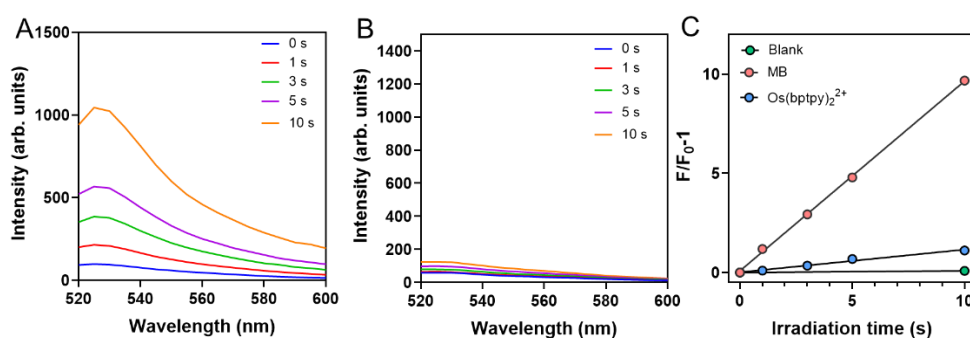 A
Intensity (arb. units)
1500
1000
500
0
520
540
560
580
600
Wavelength (nm)
0 s
1 s
3 s
5 s
10 s
B
Intensity (arb. units)
1400
1200
1000
800
600
400
200
0
520
540
560
580
600
Wavelength (nm)
0 s
1 s
3 s
5 s
10 s
C
F/F₀-1
10
5
0
0
5
10
Irradiation time (s)
Blank
MB
Os(bptpy)₂²⁺